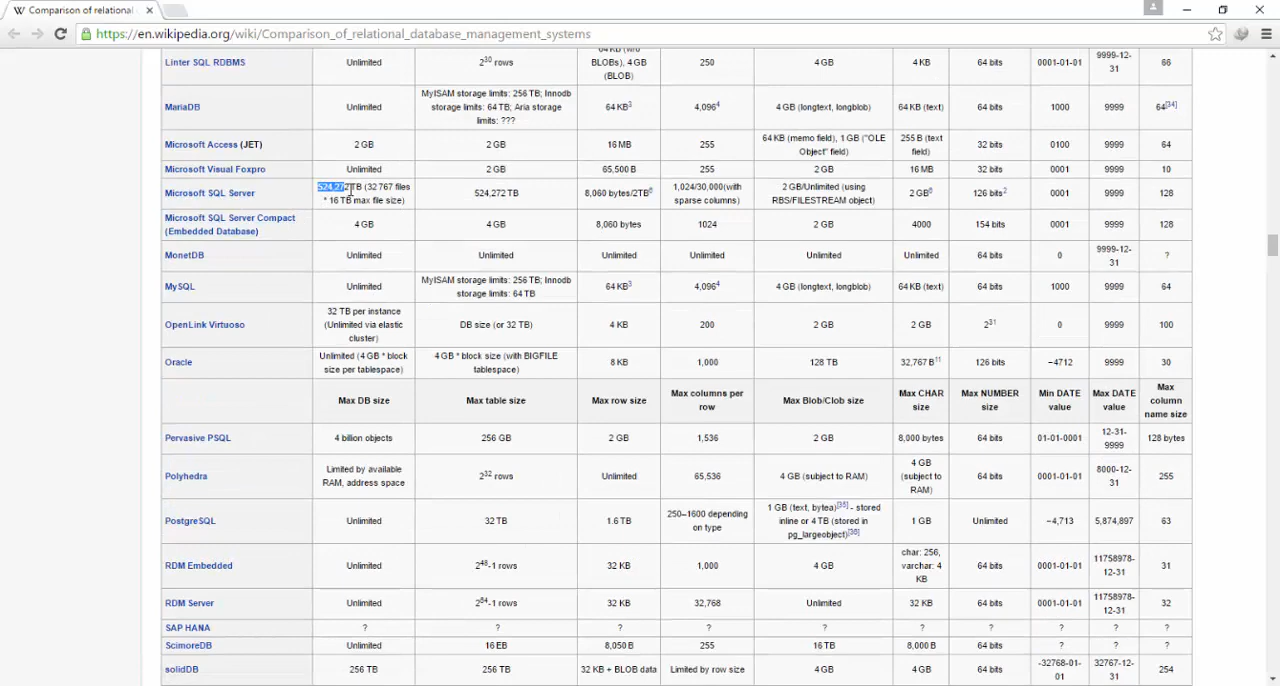 Comparison of relational
https://en.wikipedia.org/wiki/Comparison_of_relational_database_management_systems
Linter SQL RDBMS Unlimited 2^30 rows 64 KB (w/o BLOBs), 4 GB (BLOB) 250 4 GB 4 KB 64 bits 0001-01-01 9999-12-31 66
MariaDB Unlimited MyISAM storage limits: 256 TB; Innodb storage limits: 64 TB; Aria storage limits: ??? 64 KB3 4,0964 4 GB (longtext, longblob) 64 KB (text) 64 bits 1000 9999 64[34]
Microsoft Access (JET) 2 GB 2 GB 16 MB 255 64 KB (memo field), 1 GB ("OLE Object" field) 255 B (text field) 32 bits 0100 9999 64
Microsoft Visual Foxpro Unlimited 2 GB 65,500 B 255 2 GB 16 MB 32 bits 0001 9999 10
Microsoft SQL Server 524,272 TB (32 767 files * 16 TB max file size) 524,272 TB 8,060 bytes/2TB6 1,024/30,000(with sparse columns) 2 GB/Unlimited (using RBS/FILESTREAM object) 2 GB6 126 bits2 0001 9999 128
Microsoft SQL Server Compact (Embedded Database) 4 GB 4 GB 8,060 bytes 1024 2 GB 4000 154 bits 0001 9999 128
MonetDB Unlimited Unlimited Unlimited Unlimited Unlimited Unlimited 64 bits 0 9999-12-31 ?
MySQL Unlimited MyISAM storage limits: 256 TB; Innodb storage limits: 64 TB 64 KB3 4,0964 4 GB (longtext, longblob) 64 KB (text) 64 bits 1000 9999 64
OpenLink Virtuoso 32 TB per instance (Unlimited via elastic cluster) DB size (or 32 TB) 4 KB 200 2 GB 2 GB 2^31 0 9999 100
Oracle Unlimited (4 GB * block size per tablespace) 4 GB * block size (with BIGFILE tablespace) 8 KB 1,000 128 TB 32,767 B11 126 bits −4712 9999 30
Max DB size Max table size Max row size Max columns per row Max Blob/Clob size Max CHAR size Max NUMBER size Min DATE value Max DATE value Max column name size
Pervasive PSQL 4 billion objects 256 GB 2 GB 1,536 2 GB 8,000 bytes 64 bits 01-01-0001 12-31-9999 128 bytes
Polyhedra Limited by available RAM, address space 2^32 rows Unlimited 65,536 4 GB (subject to RAM) 4 GB (subject to RAM) 32 bits 0001-01-01 8000-12-31 255
PostgreSQL Unlimited 32 TB 1.6 TB 250–1600 depending on type 1 GB (text, bytea)[35] - stored inline or 4 TB (stored in pg_largeobject)[36] 1 GB Unlimited −4,713 5,874,897 63
RDM Embedded Unlimited 2^48-1 rows 32 KB 1,000 4 GB char: 256, varchar: 4 KB 64 bits 0001-01-01 11758978-12-31 31
RDM Server Unlimited 2^64-1 rows 32 KB 32,768 Unlimited 32 KB 64 bits 0001-01-01 11758978-12-31 32
SAP HANA ? ? ? ? ? ? ? ? ? ?
ScimoreDB Unlimited 16 EB 8,050 B 255 16 TB 8,000 B 64 bits ? ? ?
solidDB 256 TB 256 TB 32 KB + BLOB data Limited by row size 4 GB 4 GB 64 bits -32768-01-01 32767-12-31 254